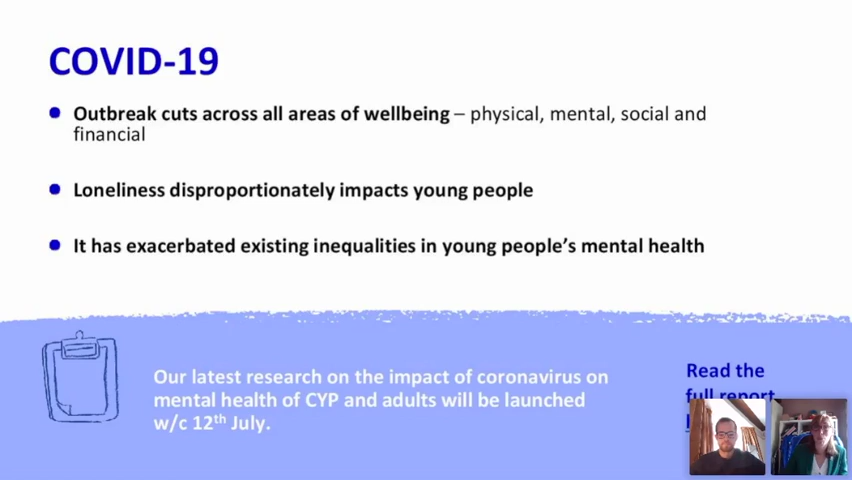 COVID-19
Outbreak cuts across all areas of wellbeing – physical, mental, social and
financial
Loneliness disproportionately impacts young people
It has exacerbated existing inequalities in young people's mental health
Our latest research on the impact of coronavirus on
mental health of CYP and adults will be launched
w/c 12th July.
Read the
full report